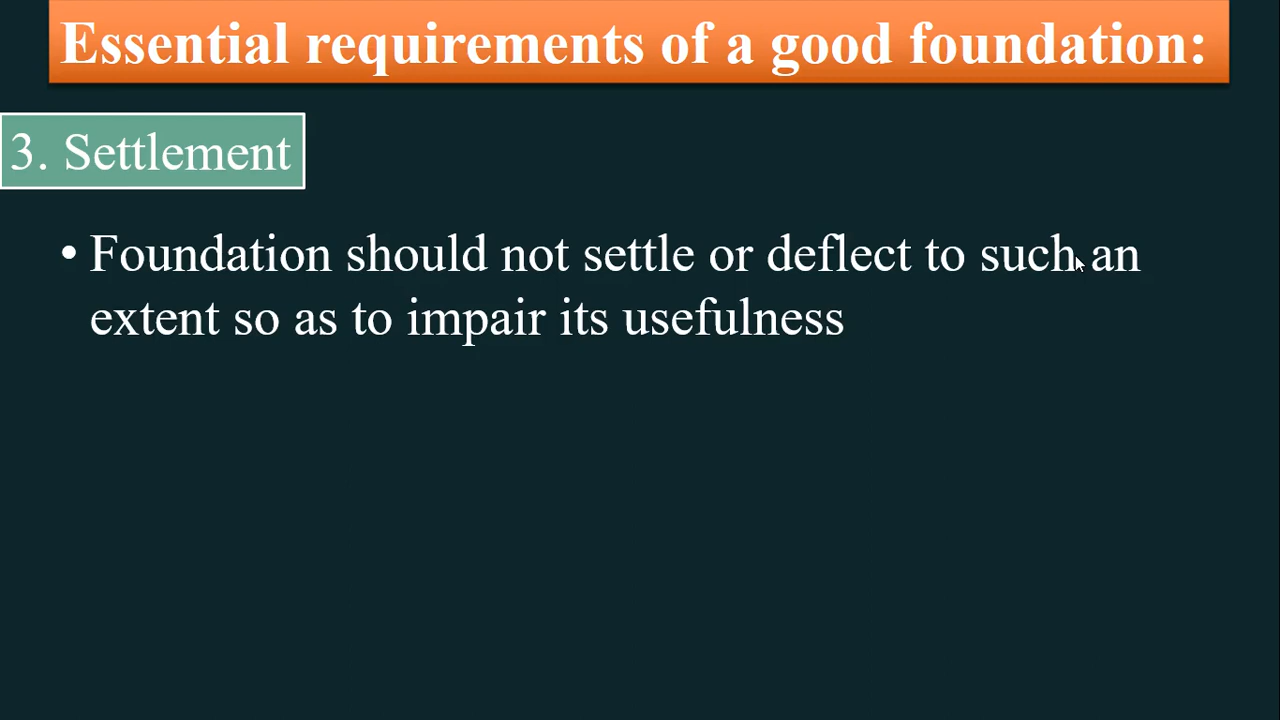 Essential requirements of a good foundation:
3. Settlement
• Foundation should not settle or deflect to such an
extent so as to impair its usefulness